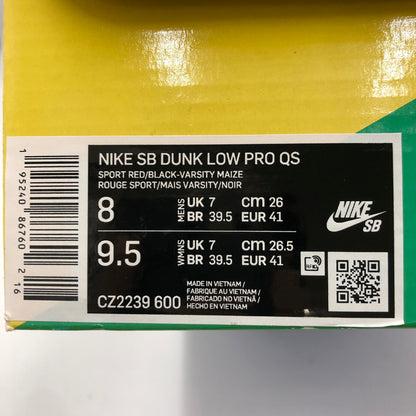 NIKE SB DUNK LOW PRO QS
SPORT RED/BLACK-VARSITY MAIZE
ROUGE SPORT/MAIS VARSITY/NOIR
8 MENS UK 7 cm 26
BR 39.5 EUR 41
9.5 WMNS UK 7 cm 26.5
BR 39.5 EUR 41
NIKE SB
CZ2239 600
MADE IN VIETNAM /
FABRIQUE AU VIETNAM /
FABRICADO NO VIETNÃ /
HECHO EN VIETNAM
1 95240 86760 2 16